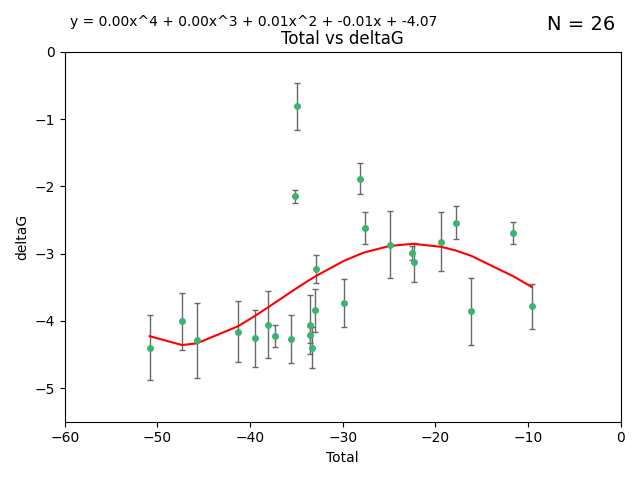 y = 0.00x^4 + 0.00x^3 + 0.01x^2 + -0.01x + -4.07
N = 26
Total vs deltaG
0
−1
−2
−3
−4
−5
deltaG
−60 −50 −40 −30 −20 −10 0
Total